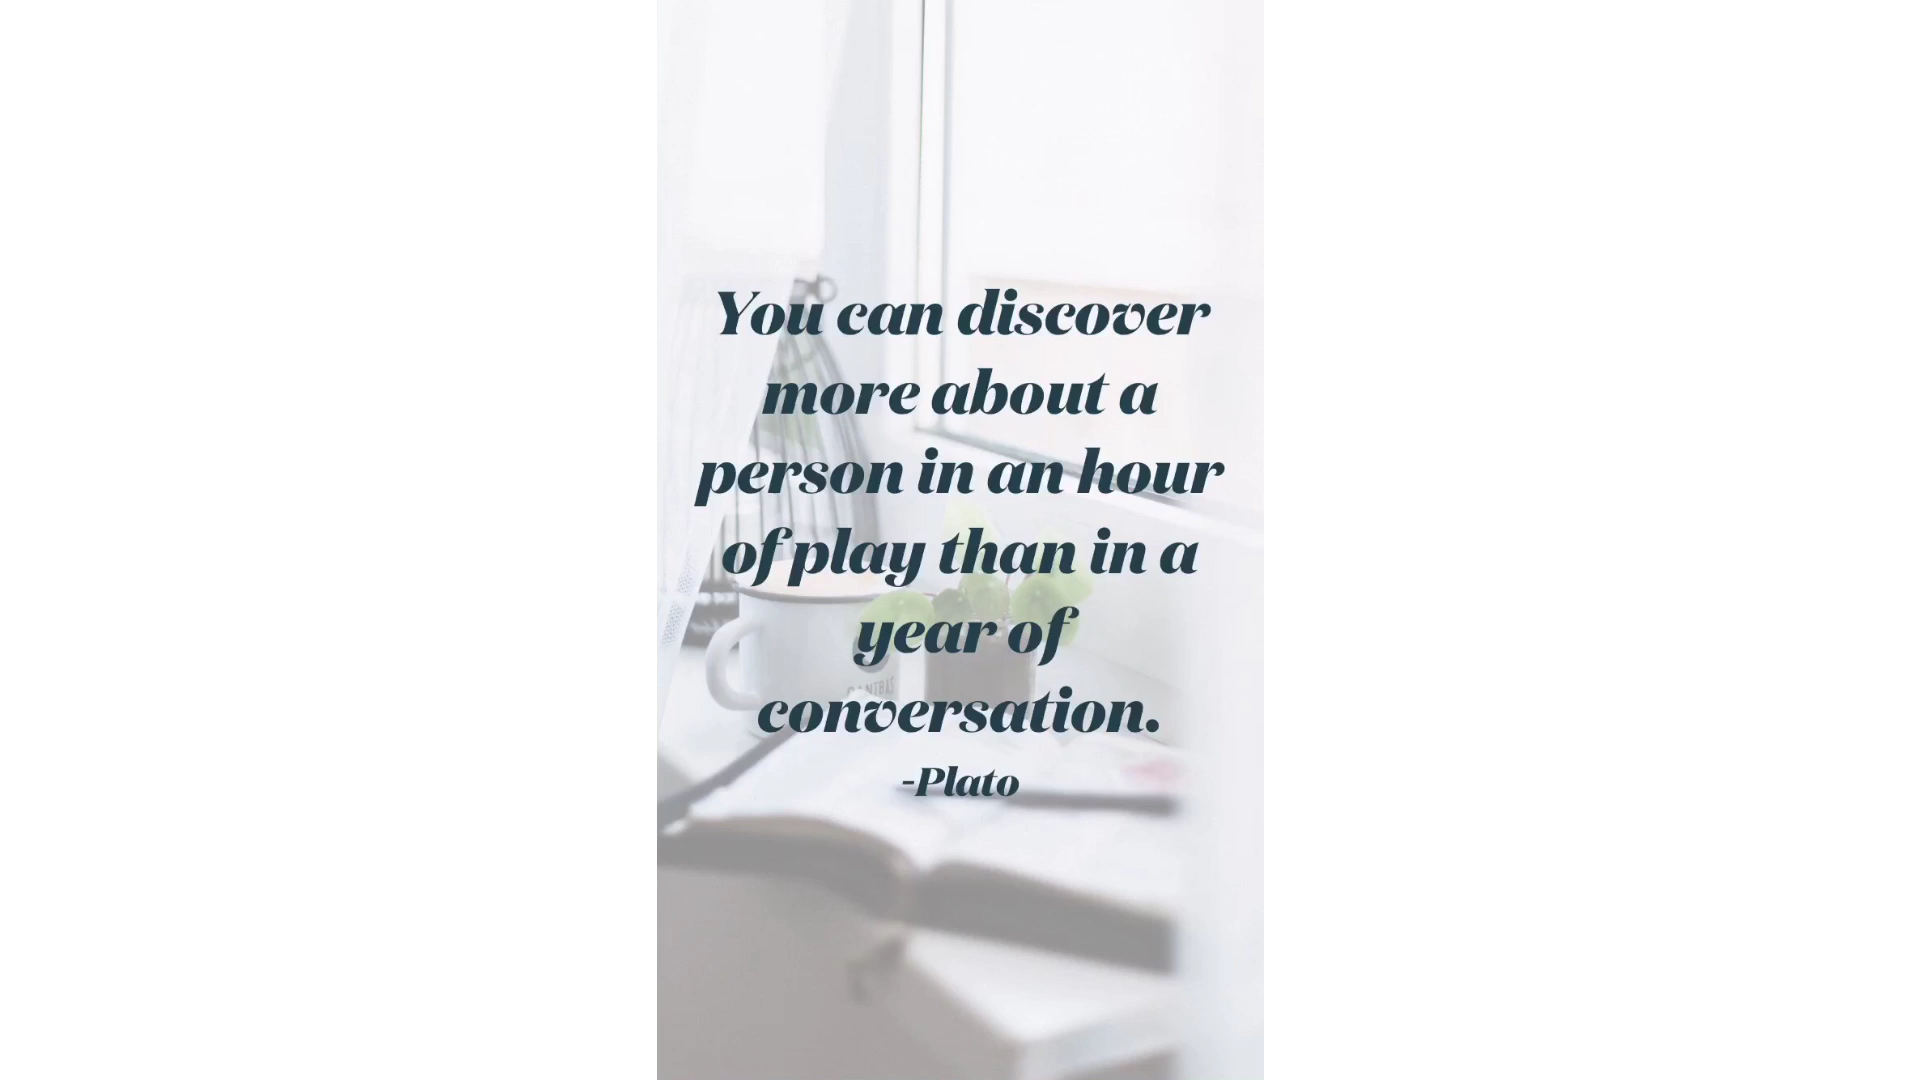 You can discover
more about a
person in an hour
of play than in a
year of
conversation.
-Plato